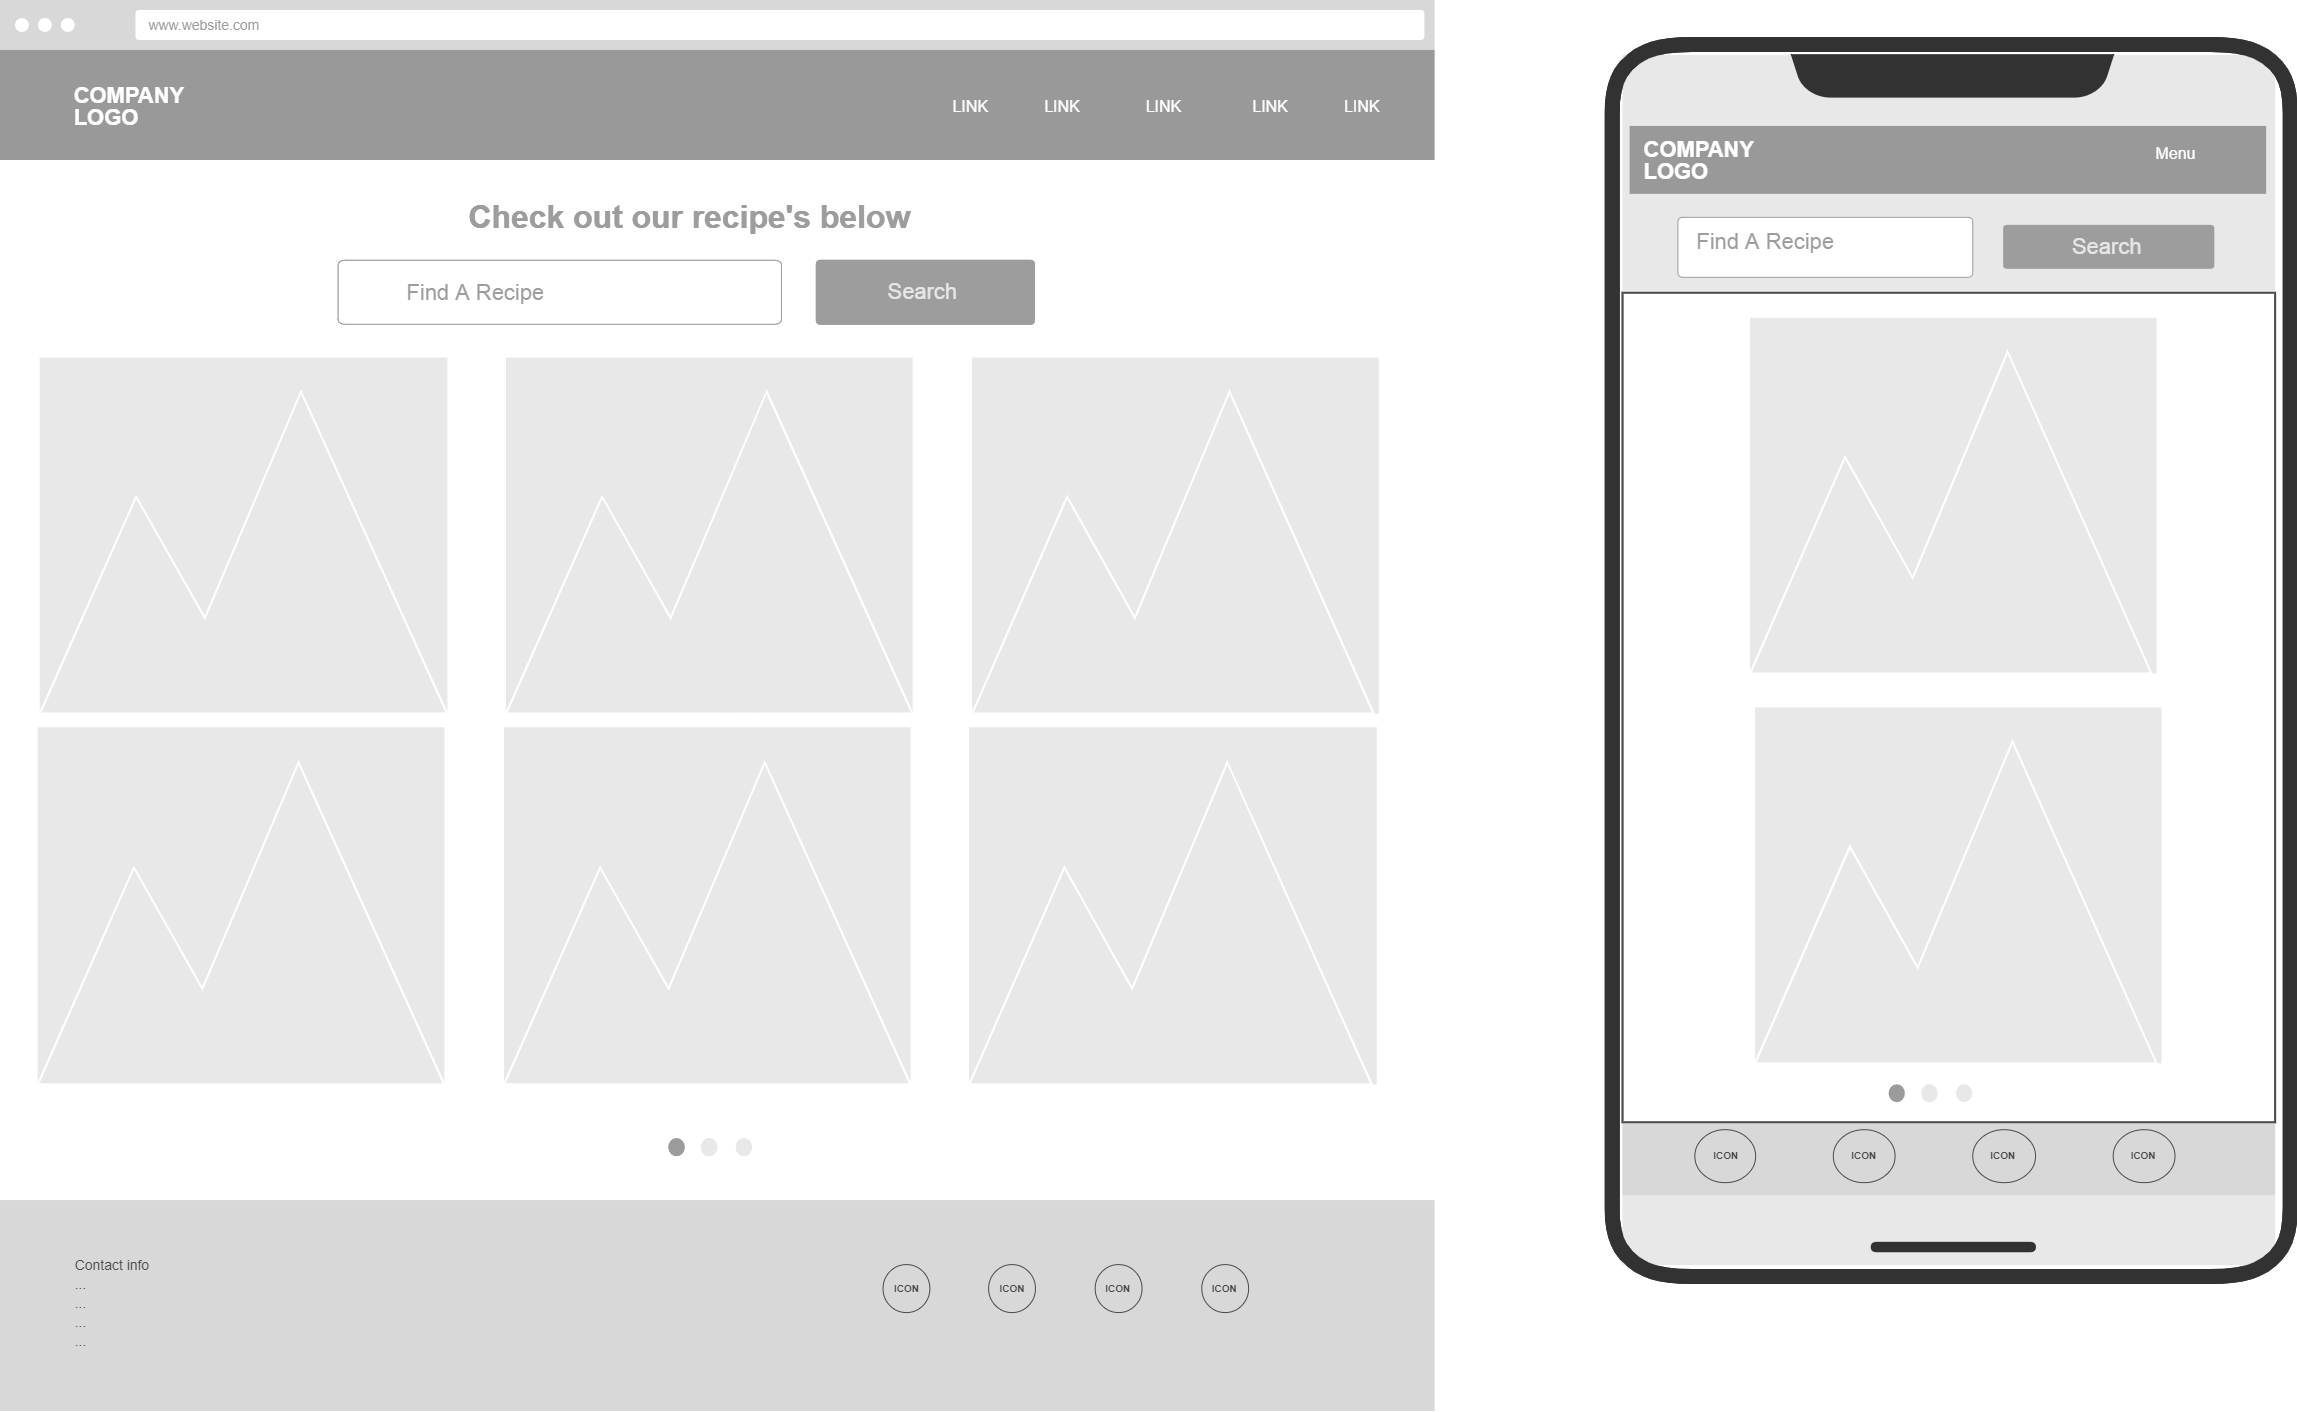 www.website.com
COMPANY
LOGO
LINK LINK LINK LINK LINK
Check out our recipe's below
Find A Recipe
Search
Contact info
...
...
...
...
ICON ICON ICON ICON
COMPANY
LOGO
Menu
Find A Recipe
Search
ICON ICON ICON ICON